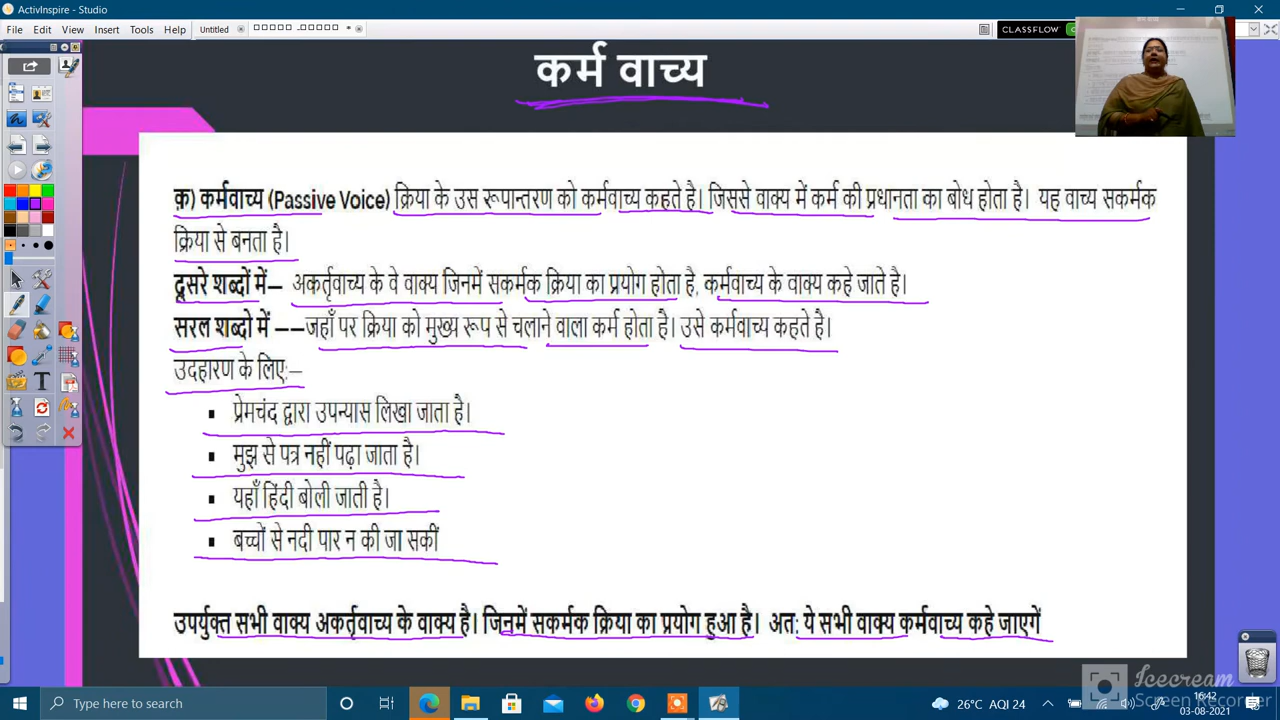 ActivInspire - Studio
File Edit View Insert Tools Help Untitled
CLASSFLOW
कर्म वाच्य
क़) कर्मवाच्य (Passive Voice) क्रिया के उस रूपान्तरण को कर्मवाच्य कहते है। जिससे वाक्य में कर्म की प्रधानता का बोध होता है। यह वाच्य सकर्मक
क्रिया से बनता है।
दूसरे शब्दों में– अकर्तृवाच्य के वे वाक्य जिनमें सकर्मक क्रिया का प्रयोग होता है, कर्मवाच्य के वाक्य कहे जाते है।
सरल शब्दो में ––जहाँ पर क्रिया को मुख्य रूप से चलाने वाला कर्म होता है। उसे कर्मवाच्य कहते है।
उदहारण के लिए:–
▪ प्रेमचंद द्वारा उपन्यास लिखा जाता है।
▪ मुझ से पत्र नहीं पढ़ा जाता है।
▪ यहाँ हिंदी बोली जाती है।
▪ बच्चों से नदी पार न की जा सकीं
उपर्युक्त सभी वाक्य अकर्तृवाच्य के वाक्य है। जिनमें सकर्मक क्रिया का प्रयोग हुआ है। अत: ये सभी वाक्य कर्मवाच्य कहे जाएगें
Icecream
Screen Recorder
Type here to search
26°C AQI 24
16:42
03-08-2021